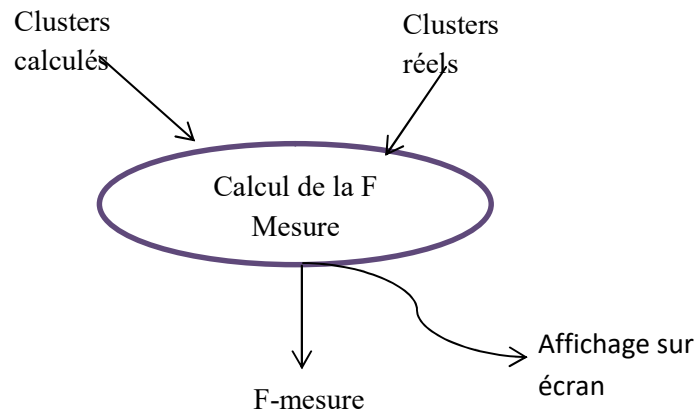 Clusters
calculés
Clusters
réels
Calcul de la F
Mesure
Affichage sur
écran
F-mesure